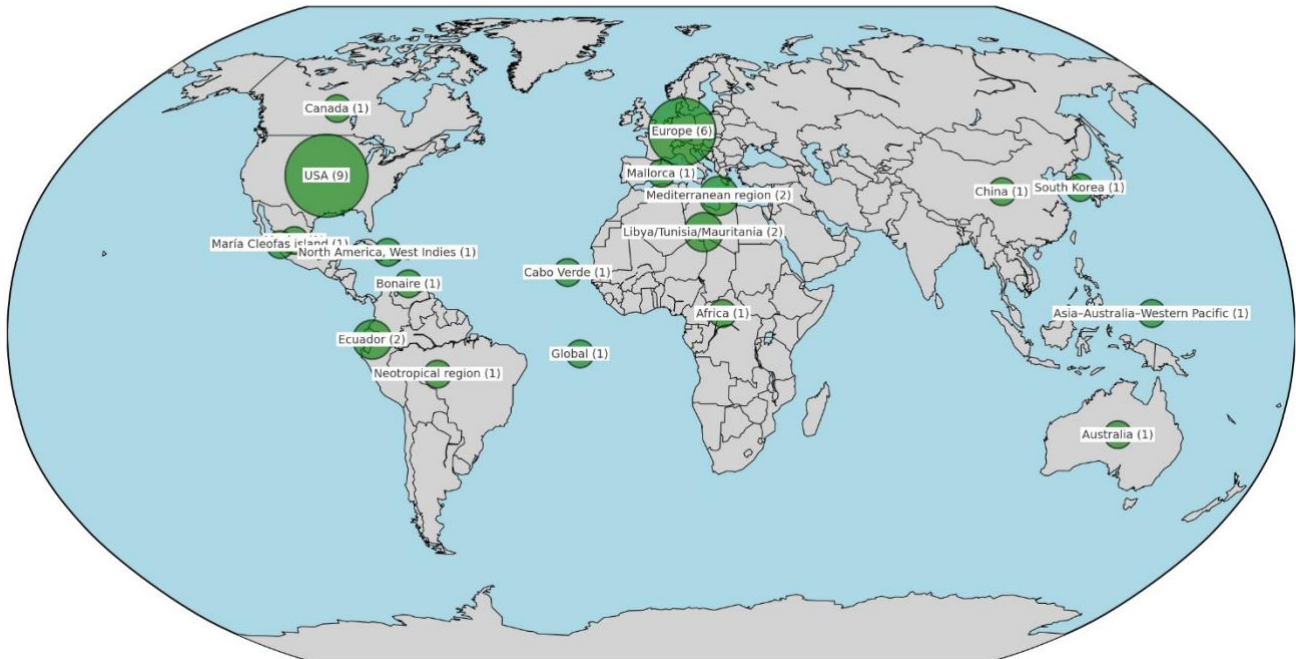 Canada (1)
Europe (6)
USA (9)
Mallorca (1)
Mediterranean region (2)
China (1)
South Korea (1)
Libya/Tunisia/Mauritania (2)
María Cleofas island (1)
North America, West Indies (1)
Cabo Verde (1)
Bonaire (1)
Africa (1)
Asia–Australia–Western Pacific (1)
Ecuador (2)
Global (1)
Neotropical region (1)
Australia (1)